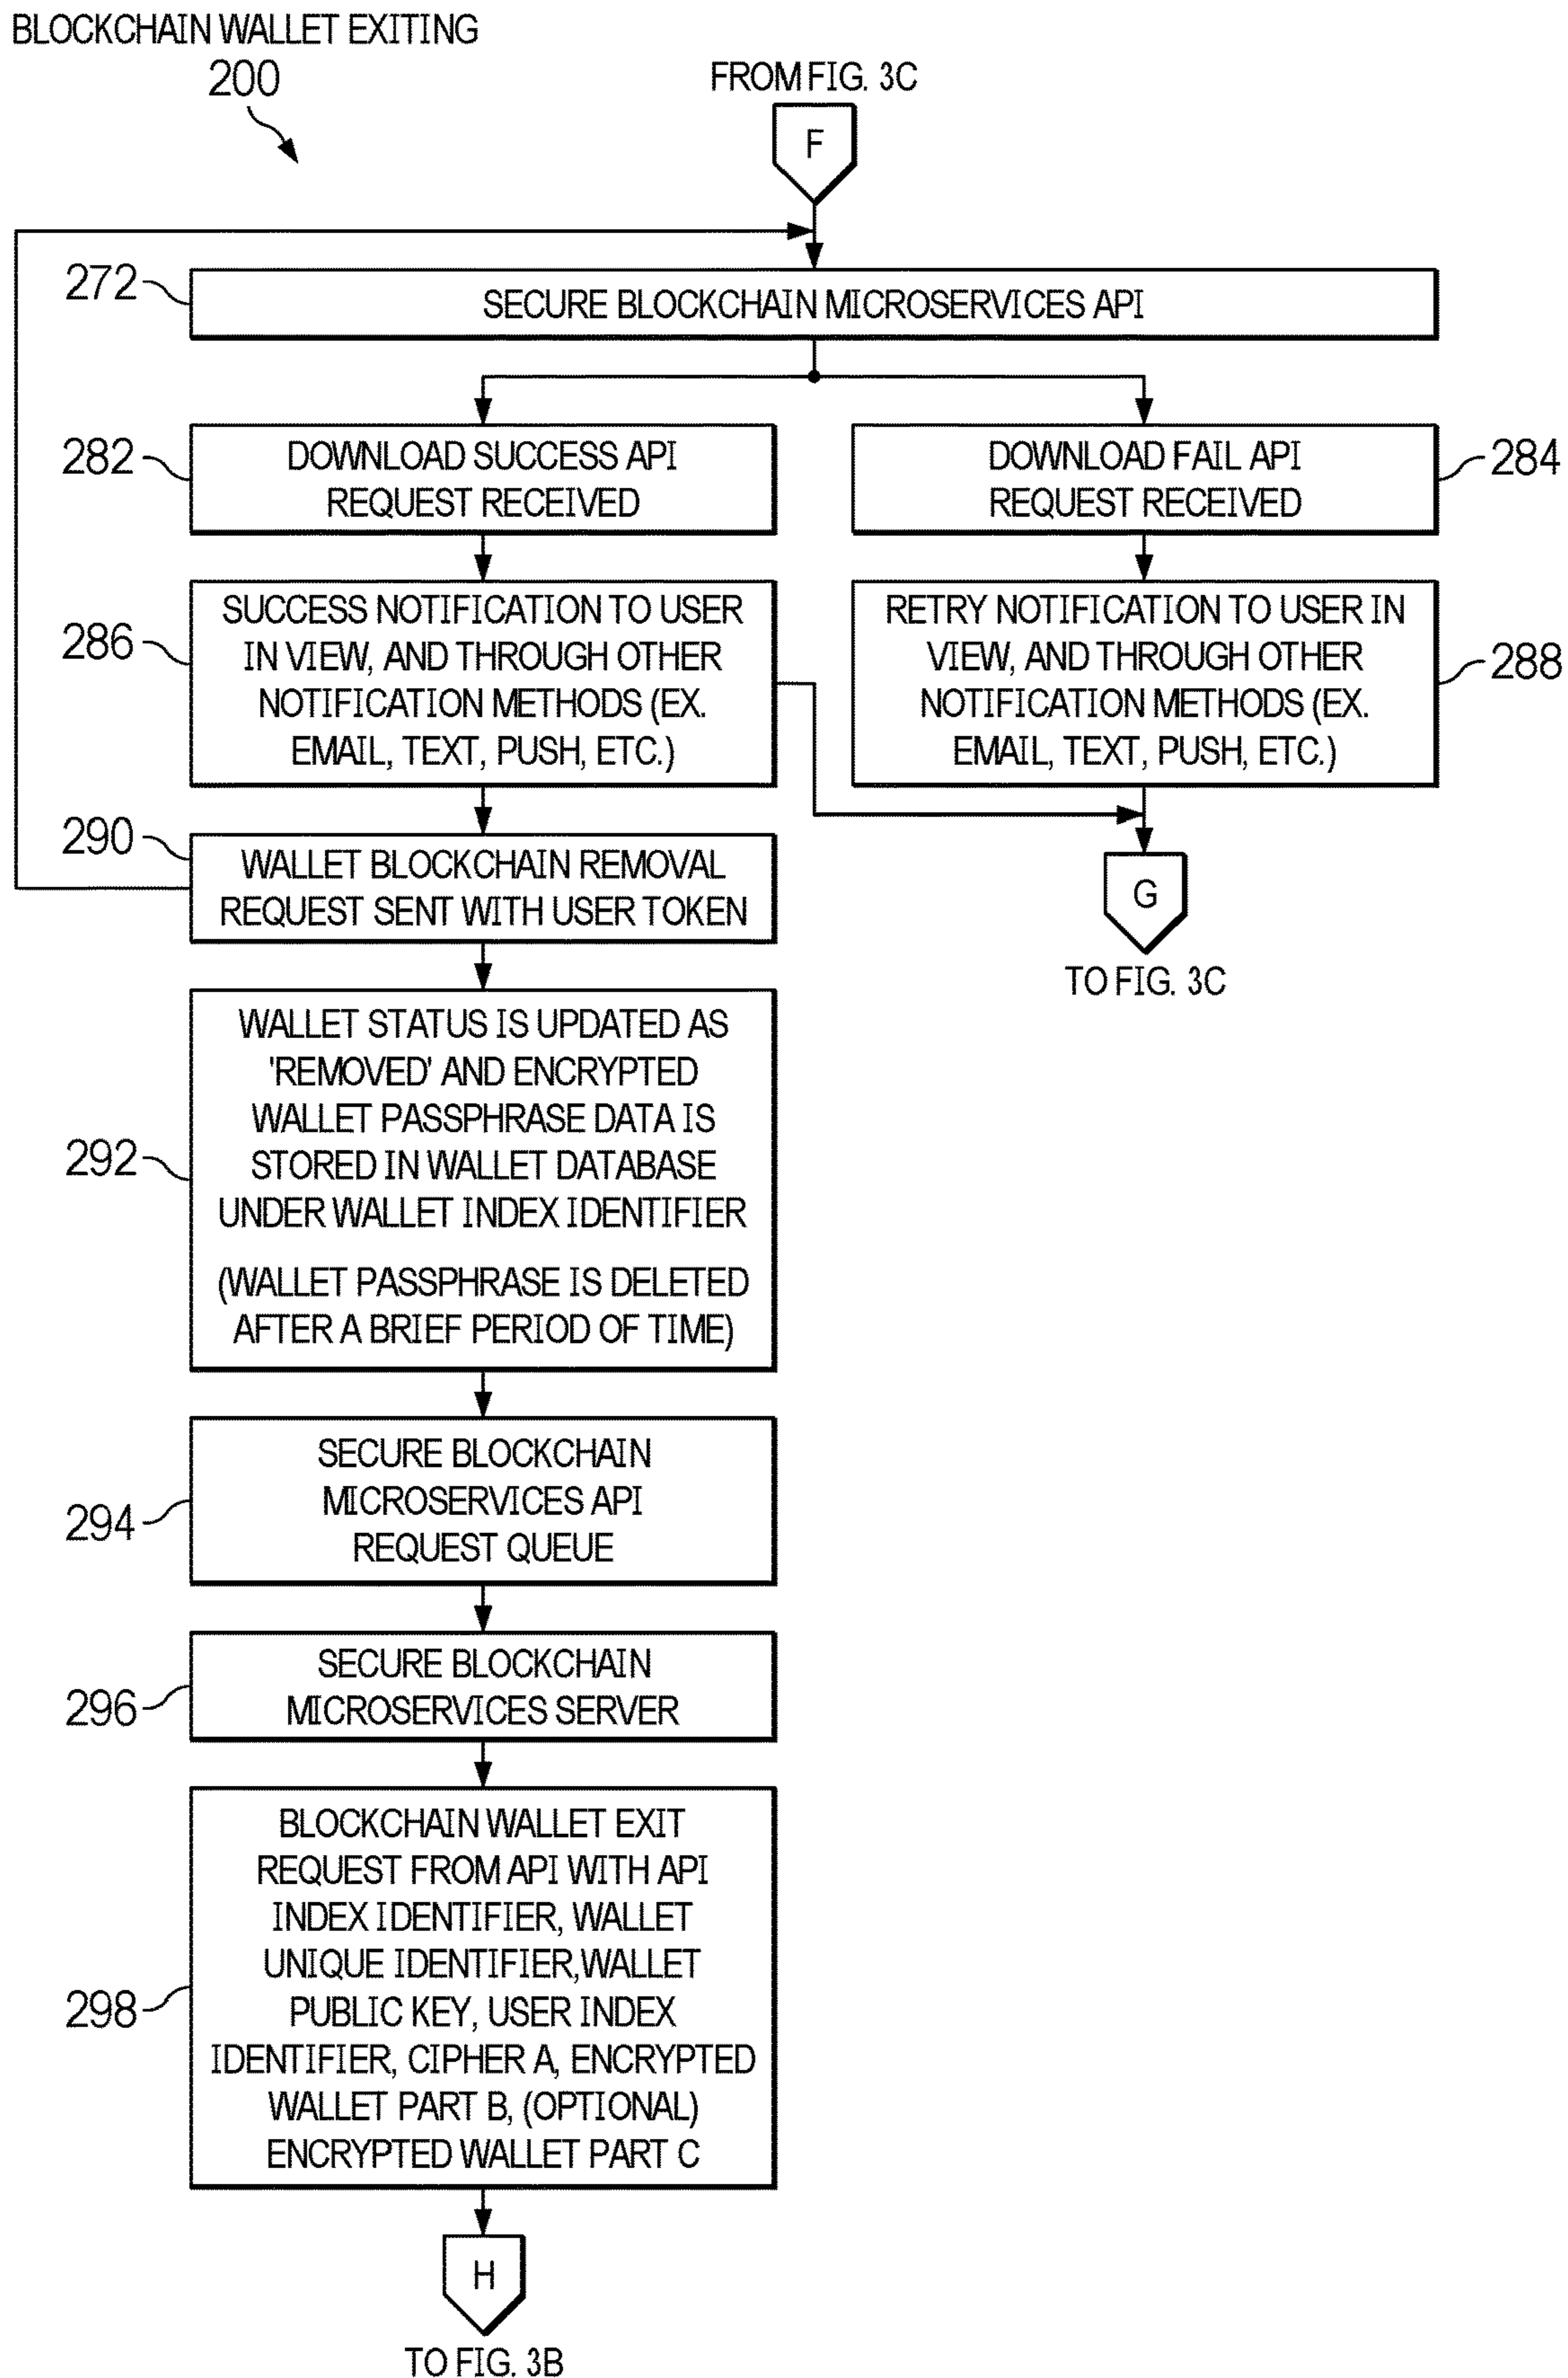 BLOCKCHAIN WALLET EXITING
200
FROM FIG. 3C
F
272
SECURE BLOCKCHAIN MICROSERVICES API
282
DOWNLOAD SUCCESS API
REQUEST RECEIVED
DOWNLOAD FAIL API
REQUEST RECEIVED
284
286
SUCCESS NOTIFICATION TO USER
IN VIEW, AND THROUGH OTHER
NOTIFICATION METHODS (EX.
EMAIL, TEXT, PUSH, ETC.)
RETRY NOTIFICATION TO USER IN
VIEW, AND THROUGH OTHER
NOTIFICATION METHODS (EX.
EMAIL, TEXT, PUSH, ETC.)
288
290
WALLET BLOCKCHAIN REMOVAL
REQUEST SENT WITH USER TOKEN
G
TO FIG. 3C
292
WALLET STATUS IS UPDATED AS
'REMOVED' AND ENCRYPTED
WALLET PASSPHRASE DATA IS
STORED IN WALLET DATABASE
UNDER WALLET INDEX IDENTIFIER
(WALLET PASSPHRASE IS DELETED
AFTER A BRIEF PERIOD OF TIME)
294
SECURE BLOCKCHAIN
MICROSERVICES API
REQUEST QUEUE
296
SECURE BLOCKCHAIN
MICROSERVICES SERVER
298
BLOCKCHAIN WALLET EXIT
REQUEST FROM API WITH API
INDEX IDENTIFIER, WALLET
UNIQUE IDENTIFIER,WALLET
PUBLIC KEY, USER INDEX
IDENTIFIER, CIPHER A, ENCRYPTED
WALLET PART B, (OPTIONAL)
ENCRYPTED WALLET PART C
H
TO FIG. 3B